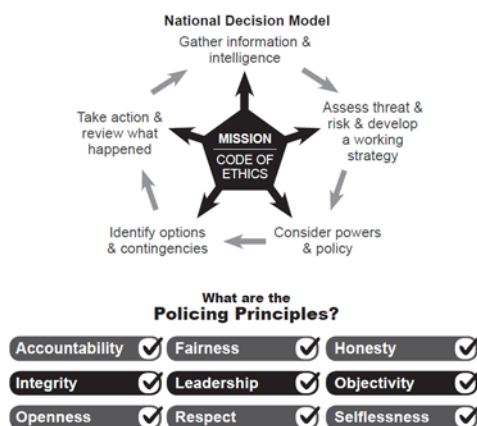 National Decision Model
Gather information &
intelligence
Assess threat &
risk & develop
a working
strategy
Consider powers
& policy
Identify options
& contingencies
Take action &
review what
happened
MISSION
CODE OF
ETHICS
What are the
Policing Principles?
Accountability Fairness Honesty
Integrity Leadership Objectivity
Openness Respect Selflessness